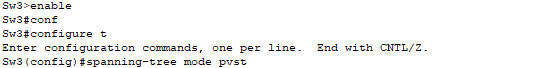 Sw3>enable
Sw3#conf
Sw3#configure t
Enter configuration commands, one per line.  End with CNTL/Z.
Sw3(config)#spanning-tree mode pvst